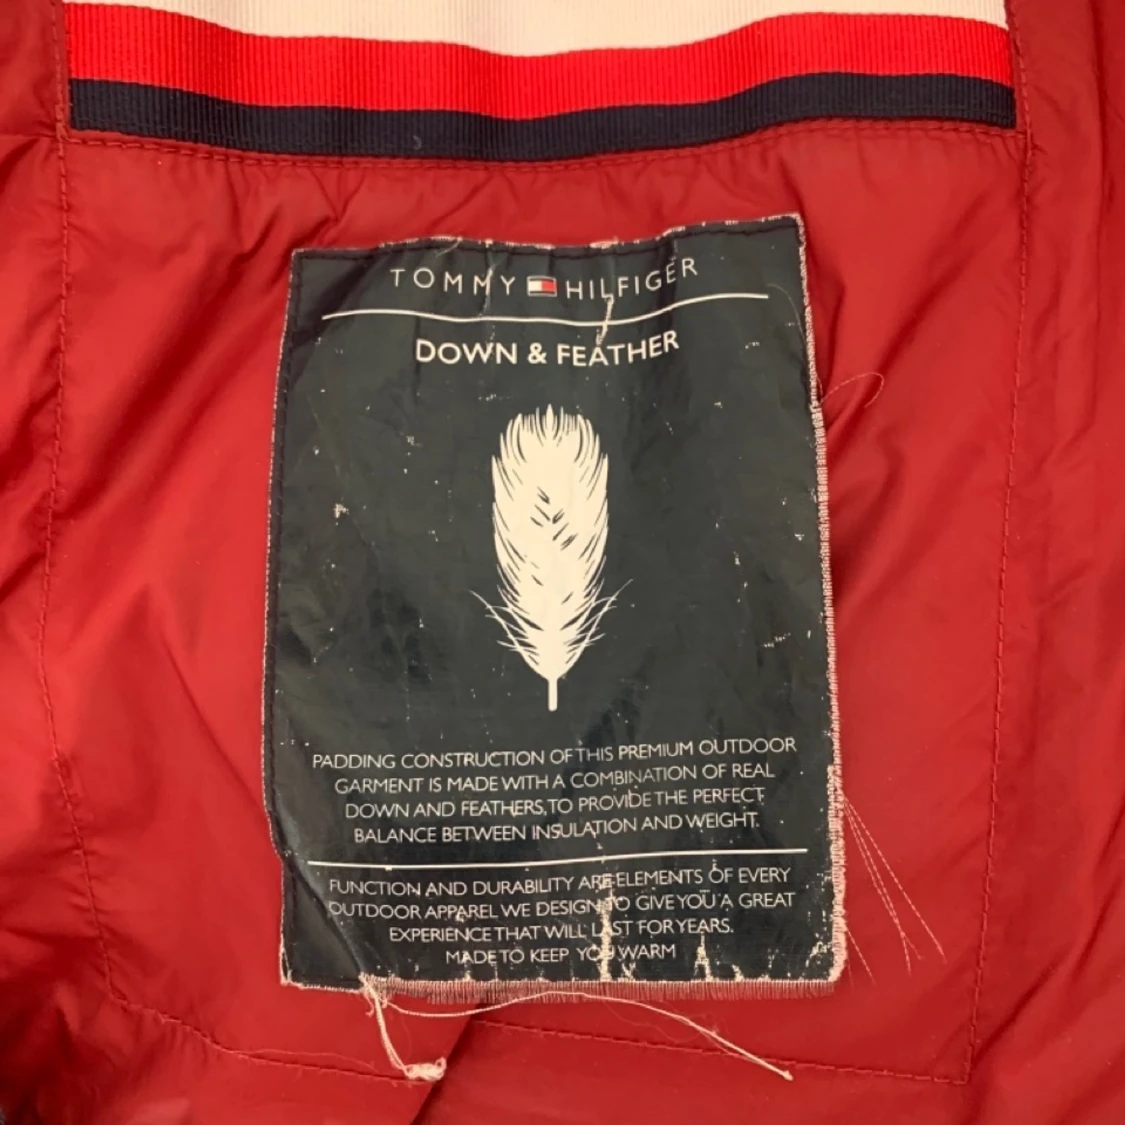 TOMMY HILFIGER
DOWN & FEATHER
PADDING CONSTRUCTION OF THIS PREMIUM OUTDOOR
GARMENT IS MADE WITH A COMBINATION OF REAL
DOWN AND FEATHERS, TO PROVIDE THE PERFECT
BALANCE BETWEEN INSULATION AND WEIGHT.
FUNCTION AND DURABILITY ARE ELEMENTS OF EVERY
OUTDOOR APPAREL WE DESIGN TO GIVE YOU A GREAT
EXPERIENCE THAT WILL LAST FOR YEARS.
MADE TO KEEP YOU WARM